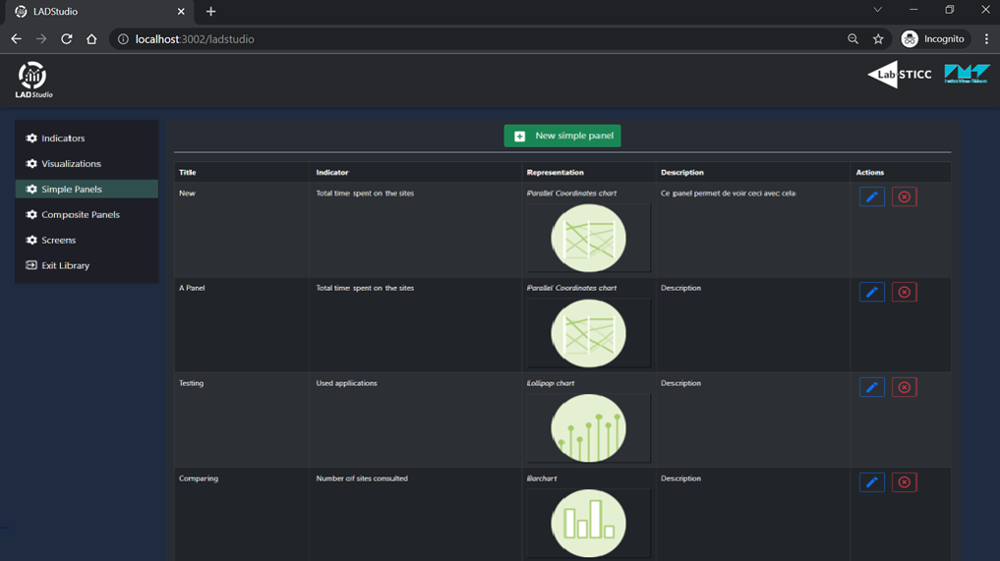 LADStudio
localhost:3002/ladstudio
Incognito
LADStudio
Lab-STICC
Indicators
Visualizations
Simple Panels
Composite Panels
Screens
Exit Library
New simple panel
Title Indicator Representation Description Actions
New Total time spent on the sites Parallel Coordinates chart Ce panel permet de voir ceci avec cela
A Panel Total time spent on the sites Parallel Coordinates chart Description
Testing Used applications Lollipop chart Description
Comparing Number of sites consulted Barchart Description